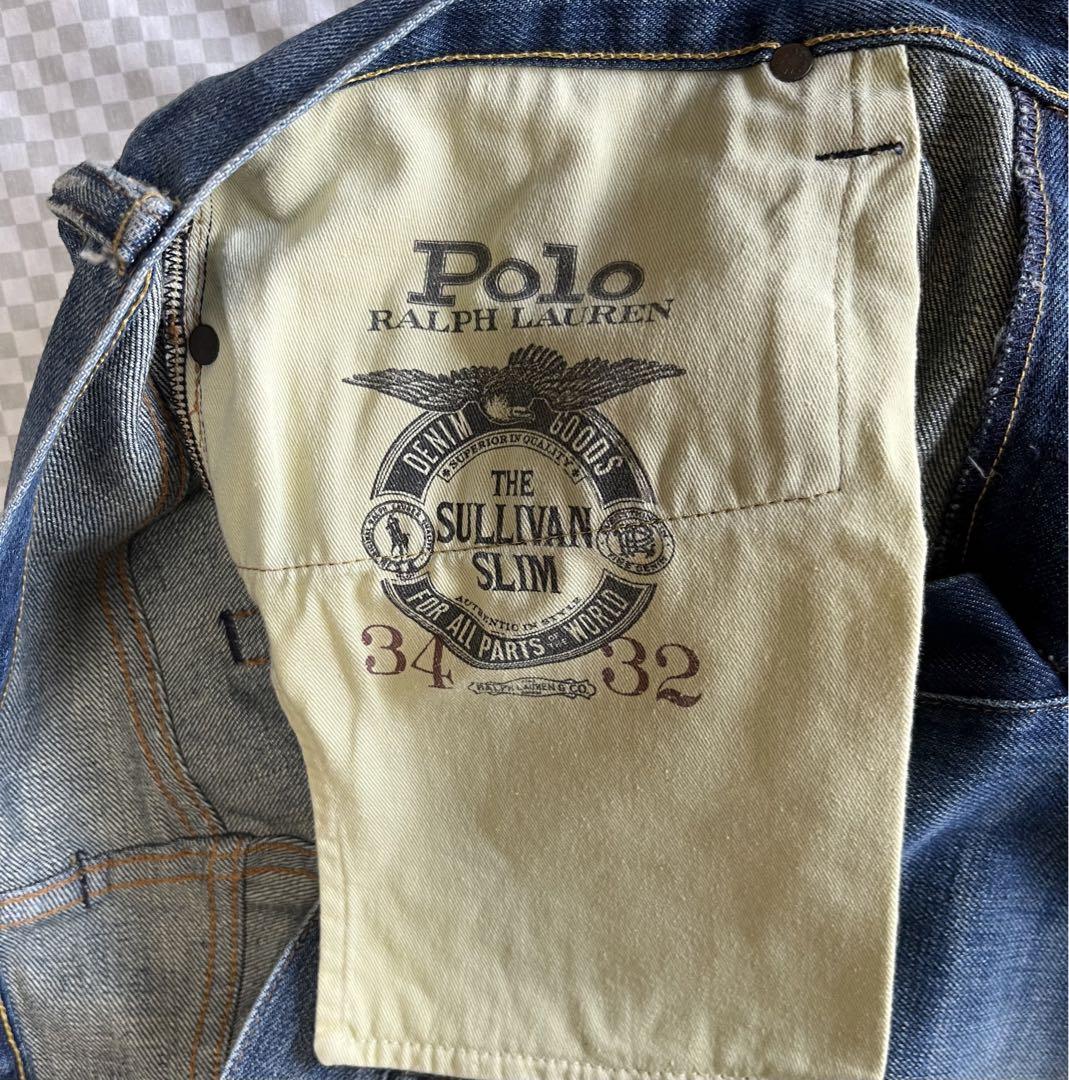 Polo
RALPH LAUREN
DENIM GOODS
SUPERIOR IN QUALITY
THE
SULLIVAN
SLIM
AUTHENTIC IN STYLE
FOR ALL PARTS OF THE WORLD
34 32
RALPH LAUREN & CO.